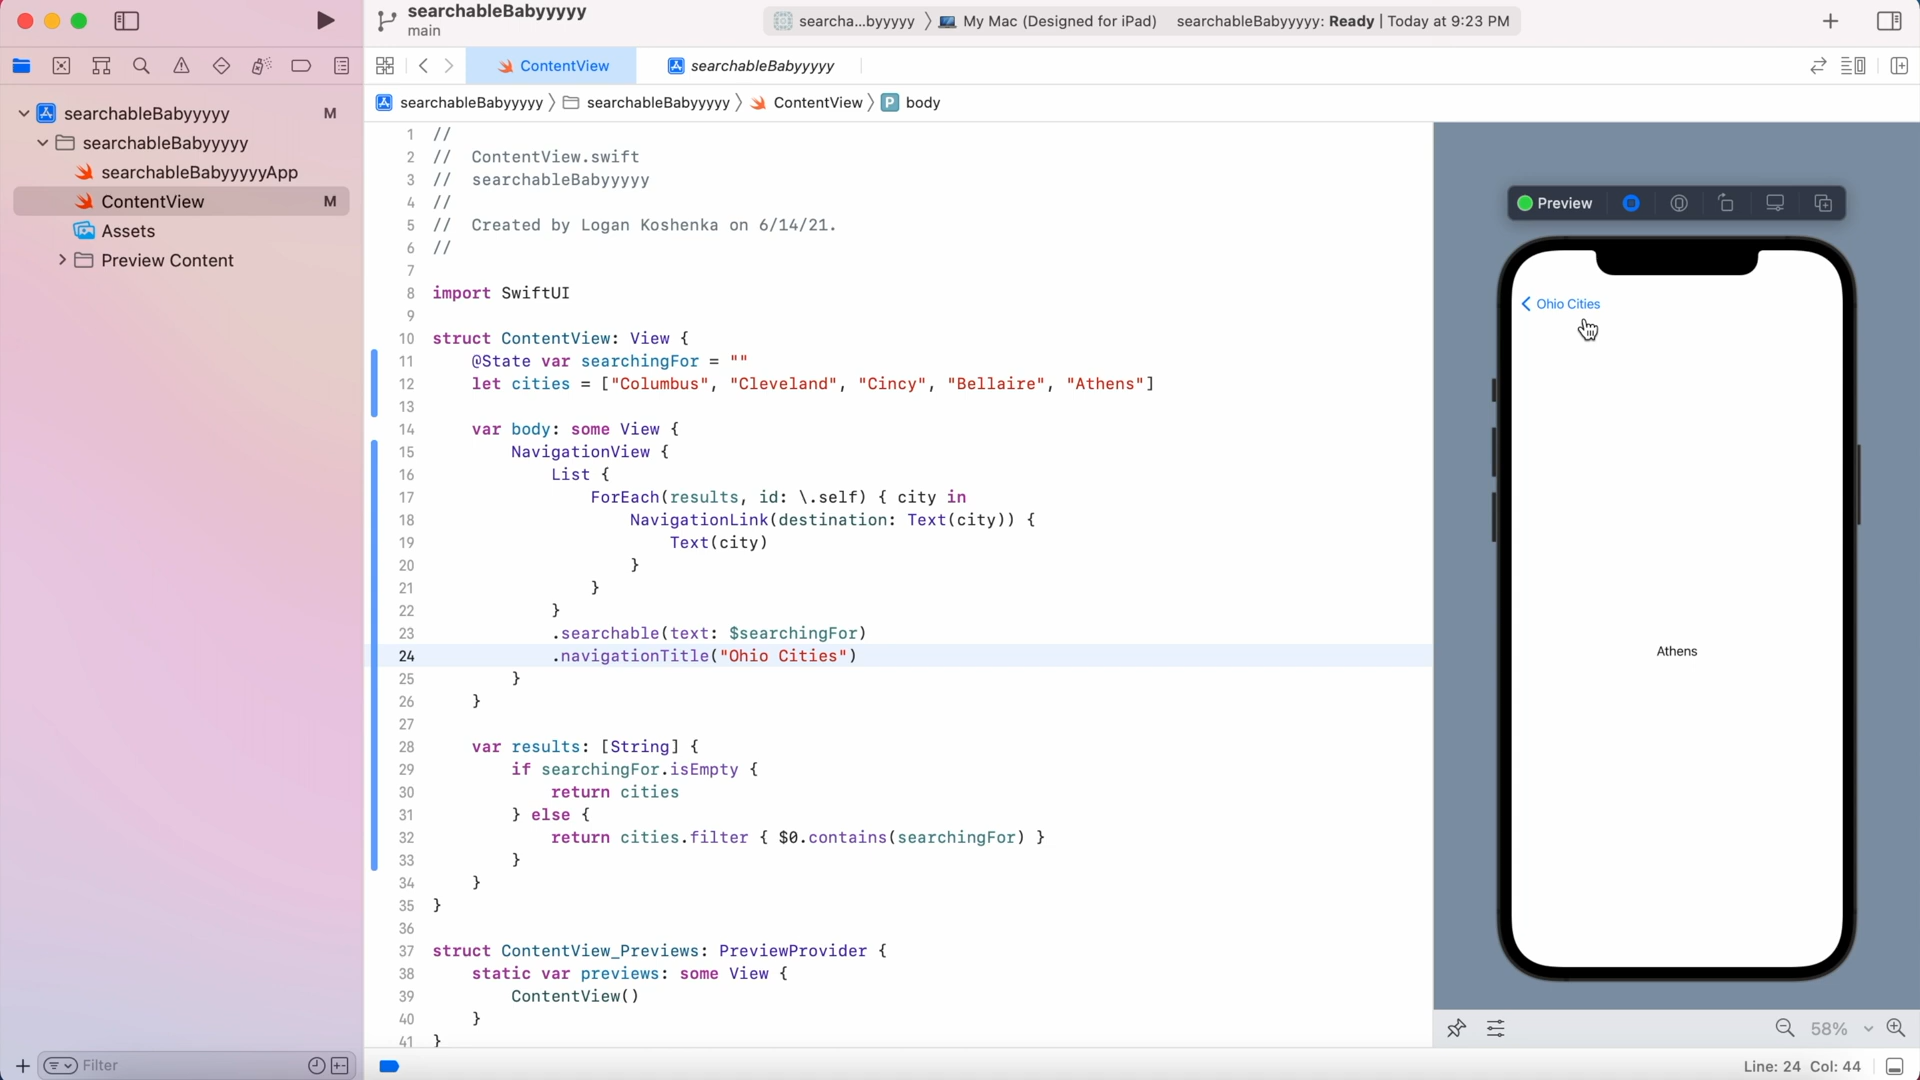 searchableBabyyyyy
main
searcha...byyyyy 〉 My Mac (Designed for iPad) searchableBabyyyyy: Ready | Today at 9:23 PM
ContentView
searchableBabyyyyy
searchableBabyyyyy 〉 searchableBabyyyyy 〉 ContentView 〉 P body
searchableBabyyyyy M
searchableBabyyyyy
searchableBabyyyyyApp
ContentView M
Assets
Preview Content
1 //
2 //  ContentView.swift
3 //  searchableBabyyyyy
4 //
5 //  Created by Logan Koshenka on 6/14/21.
6 //
7
8 import SwiftUI
9
10 struct ContentView: View {
11     @State var searchingFor = ""
12     let cities = ["Columbus", "Cleveland", "Cincy", "Bellaire", "Athens"]
13
14     var body: some View {
15         NavigationView {
16             List {
17                 ForEach(results, id: \.self) { city in
18                     NavigationLink(destination: Text(city)) {
19                         Text(city)
20                     }
21                 }
22             }
23             .searchable(text: $searchingFor)
24             .navigationTitle("Ohio Cities")
25         }
26     }
27
28     var results: [String] {
29         if searchingFor.isEmpty {
30             return cities
31         } else {
32             return cities.filter { $0.contains(searchingFor) }
33         }
34     }
35 }
36
37 struct ContentView_Previews: PreviewProvider {
38     static var previews: some View {
39         ContentView()
40     }
41 }
Preview
Ohio Cities
Athens
58%
Filter
Line: 24 Col: 44